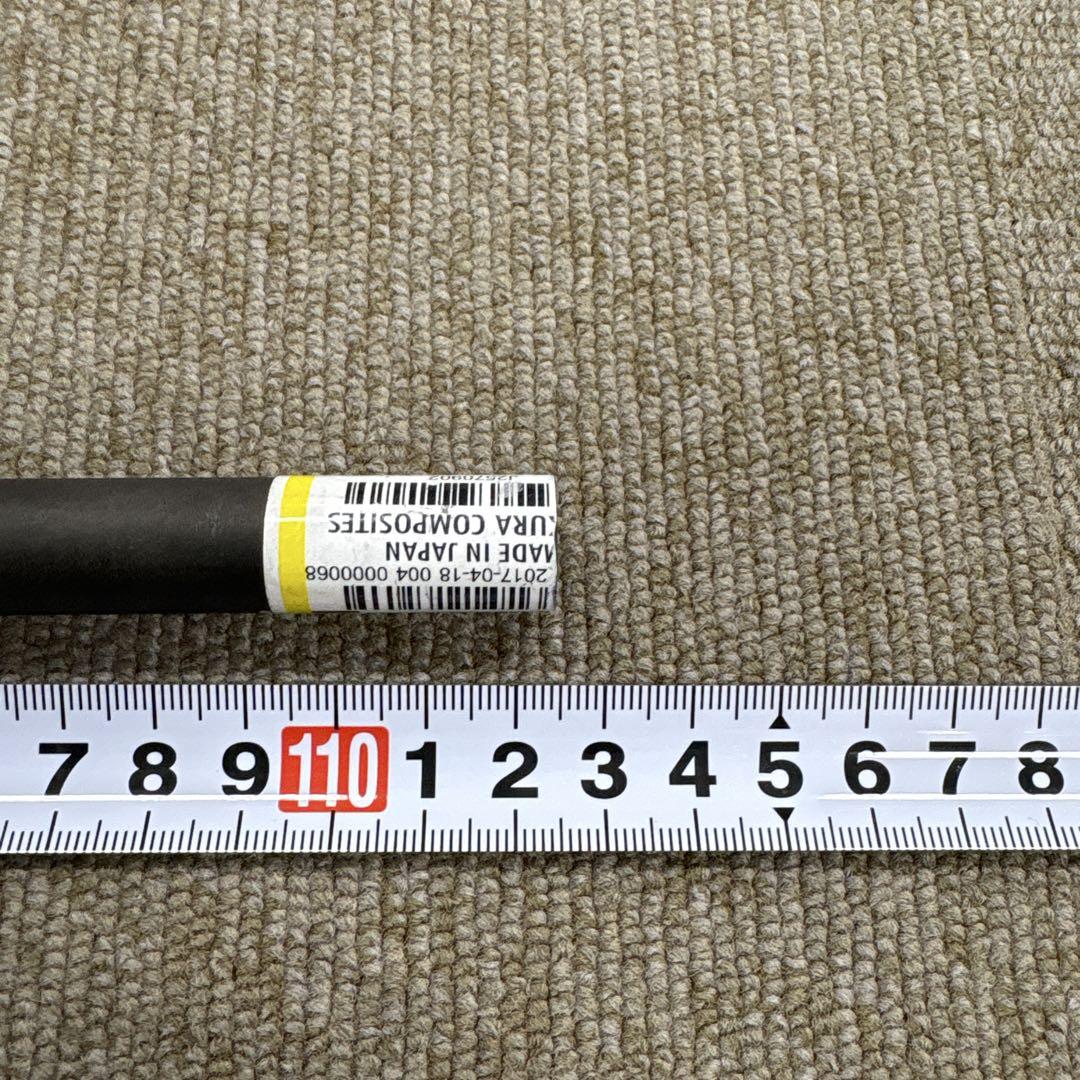 2017-04-18 004 0000068
MADE IN JAPAN
KURA COMPOSITES
7 8 9 110 1 2 3 4 5 6 7 8